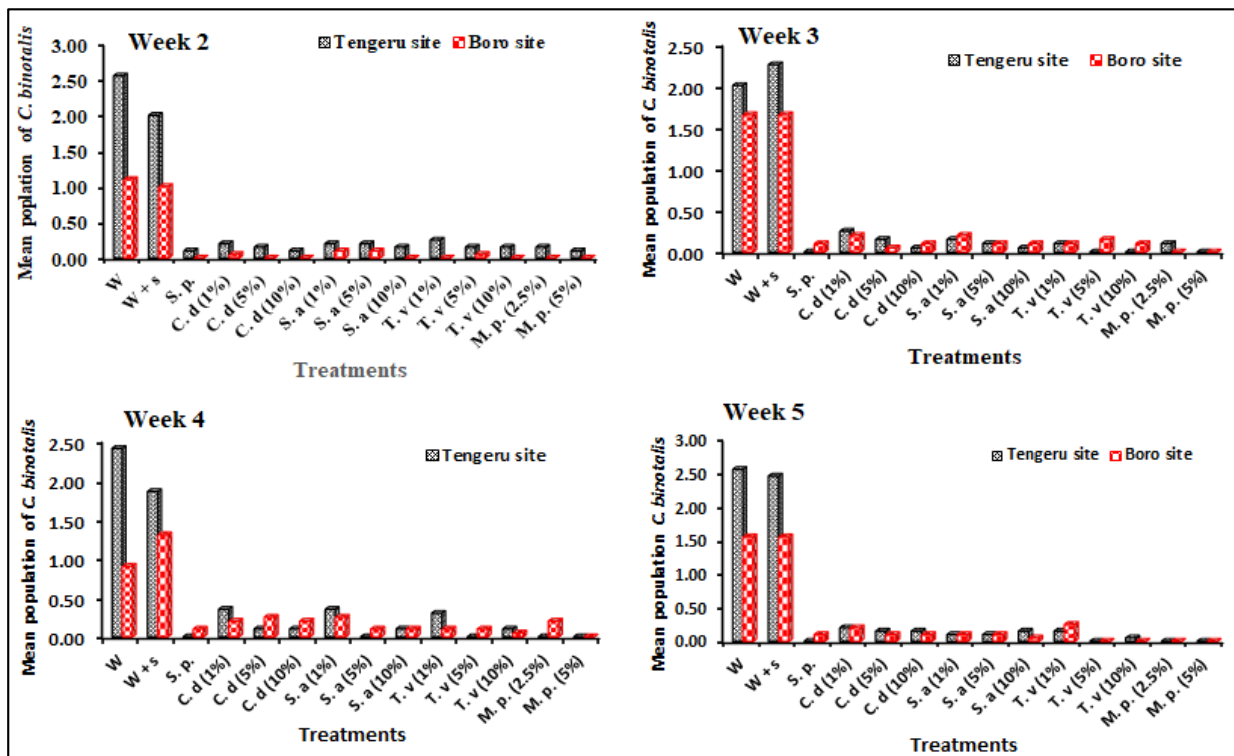 Week 2
Tengeru site
Boro site
Mean poplation of C. binotalis
3.00
2.50
2.00
1.50
1.00
0.50
0.00
W
W + s
S. p.
C. d (1%)
C. d (5%)
C. d (10%)
S. a (1%)
S. a (5%)
S. a (10%)
T. v (1%)
T. v (5%)
T. v (10%)
M. p. (2.5%)
M. p. (5%)
Treatments
Week 3
Tengeru site
Boro site
Mean population of C. binotalis
2.50
2.00
1.50
1.00
0.50
0.00
W
W + s
S. p.
C. d (1%)
C. d (5%)
C. d (10%)
S. a (1%)
S. a (5%)
S. a (10%)
T. v (1%)
T. v (5%)
T. v (10%)
M. p. (2.5%)
M. p. (5%)
Treatments
Week 4
Tengeru site
Mean population of C. binotalis
2.50
2.00
1.50
1.00
0.50
0.00
W
W + s
S. p.
C. d (1%)
C. d (5%)
C. d (10%)
S. a (1%)
S. a (5%)
S. a (10%)
T. v (1%)
T. v (5%)
T. v (10%)
M. p. (2.5%)
M. p. (5%)
Treatments
Week 5
Tengeru site
Boro site
Mean population C. binotalis
3.00
2.50
2.00
1.50
1.00
0.50
0.00
W
W + s
S. p.
C. d (1%)
C. d (5%)
C. d (10%)
S. a (1%)
S. a (5%)
S. a (10%)
T. v (1%)
T. v (5%)
T. v (10%)
M. p. (2.5%)
M. p. (5%)
Treatments